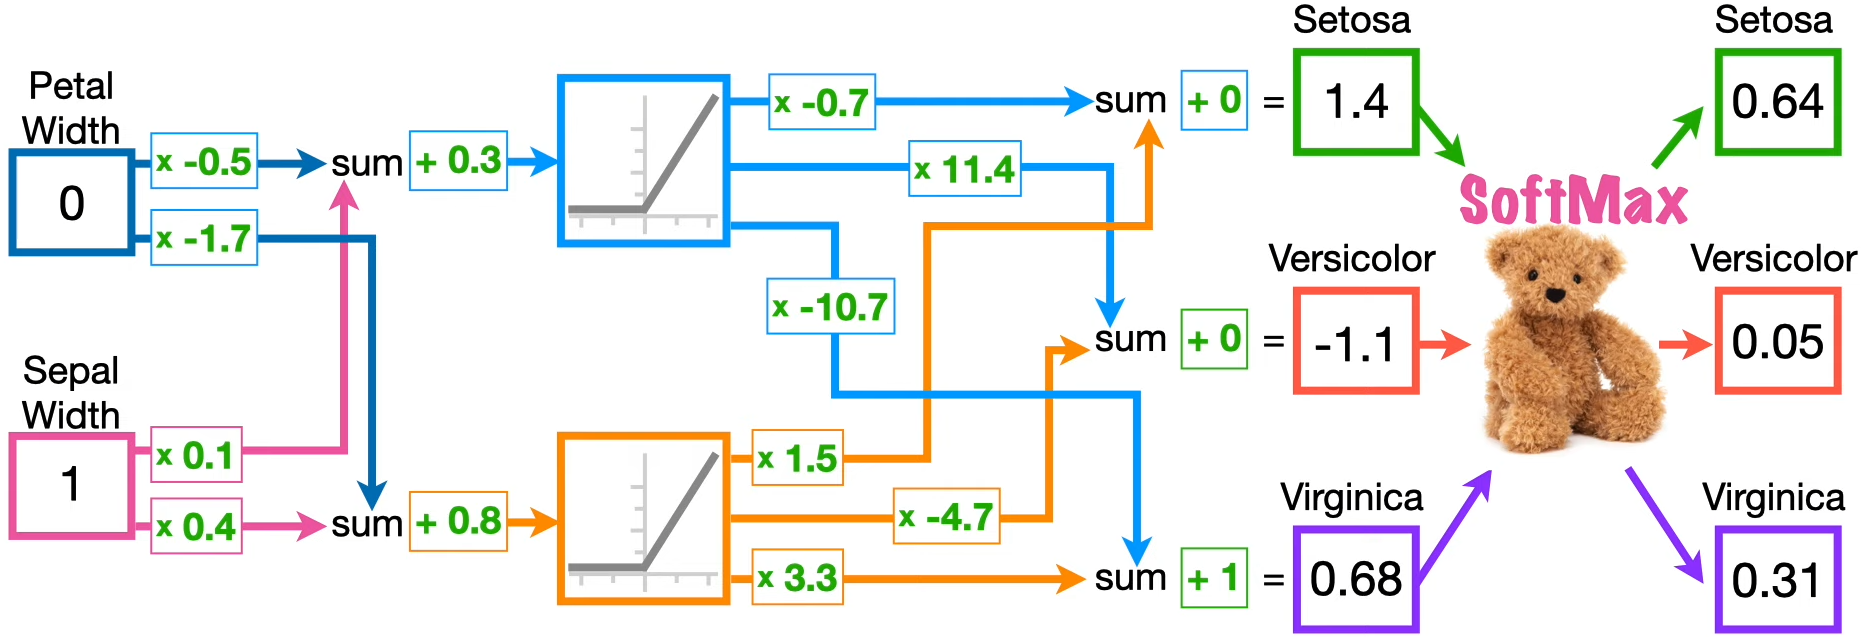 Petal
Width
0
x -0.5
x -1.7
Sepal
Width
1
x 0.1
x 0.4
sum
+ 0.3
sum
+ 0.8
x -0.7
x 11.4
x -10.7
x 1.5
x -4.7
x 3.3
sum + 0 =
Setosa
1.4
sum + 0 =
Versicolor
-1.1
sum + 1 =
Virginica
0.68
SoftMax
Setosa
0.64
Versicolor
0.05
Virginica
0.31